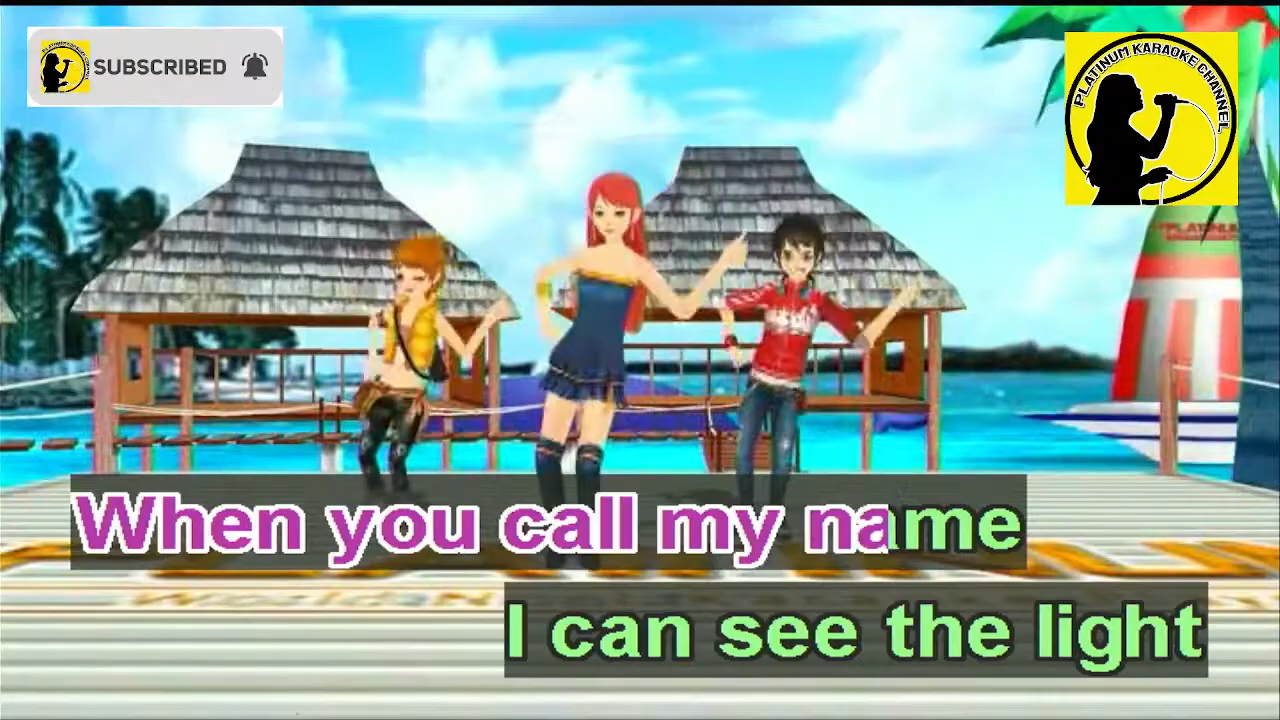 SUBSCRIBED
PLATINUM KARAOKE CHANNEL
When you call my name
I can see the light